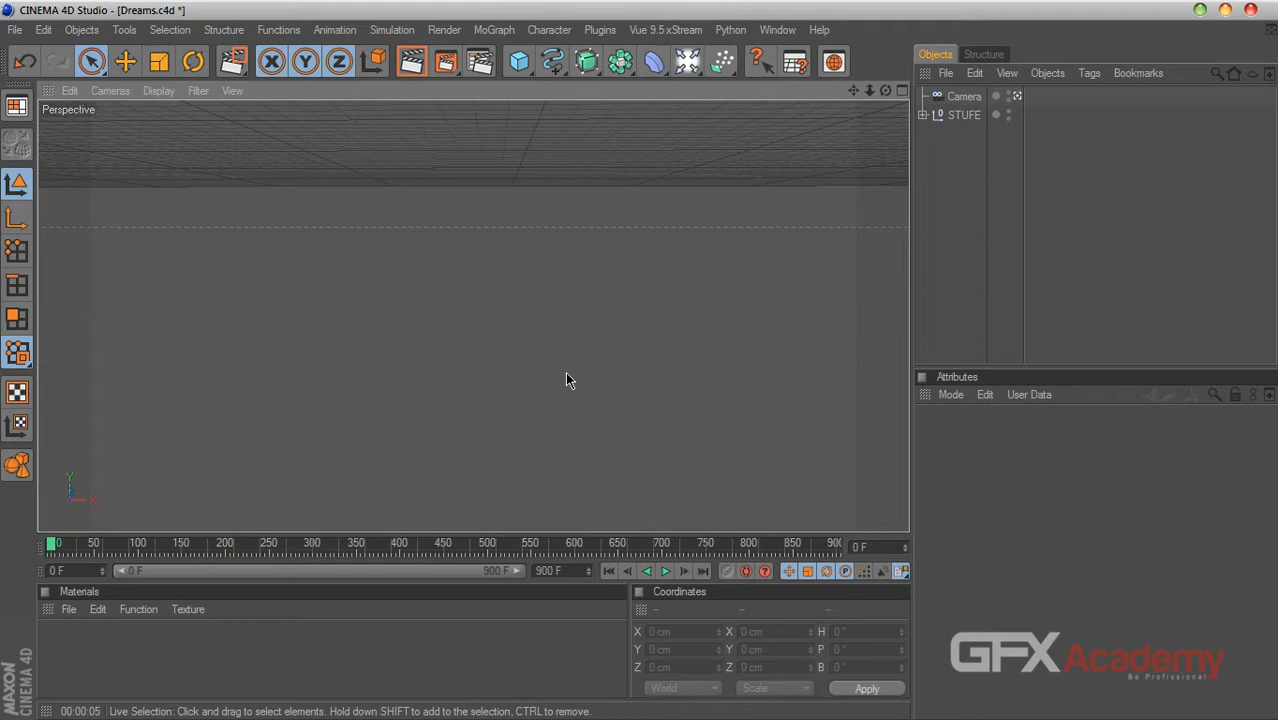 CINEMA 4D Studio - [Dreams.c4d *]
File Edit Objects Tools Selection Structure Functions Animation Simulation Render MoGraph Character Plugins Vue 9.5 xStream Python Window Help
X Y Z
Objects Structure
File Edit View Objects Tags Bookmarks
Edit Cameras Display Filter View
Perspective
Camera
0 STUFE
Attributes
Mode Edit User Data
Y
X
0 50 100 150 200 250 300 350 400 450 500 550 600 650 700 750 800 850 900 0 F
0 F 0 F 900 F 900 F
Materials
File Edit Function Texture
Coordinates
-- -- --
X 0 cm X 0 cm H 0 °
Y 0 cm Y 0 cm P 0 °
Z 0 cm Z 0 cm B 0 °
World Scale Apply
GFX Academy
Be Professional
MAXON
CINEMA 4D
00:00:05 Live Selection: Click and drag to select elements. Hold down SHIFT to add to the selection, CTRL to remove.